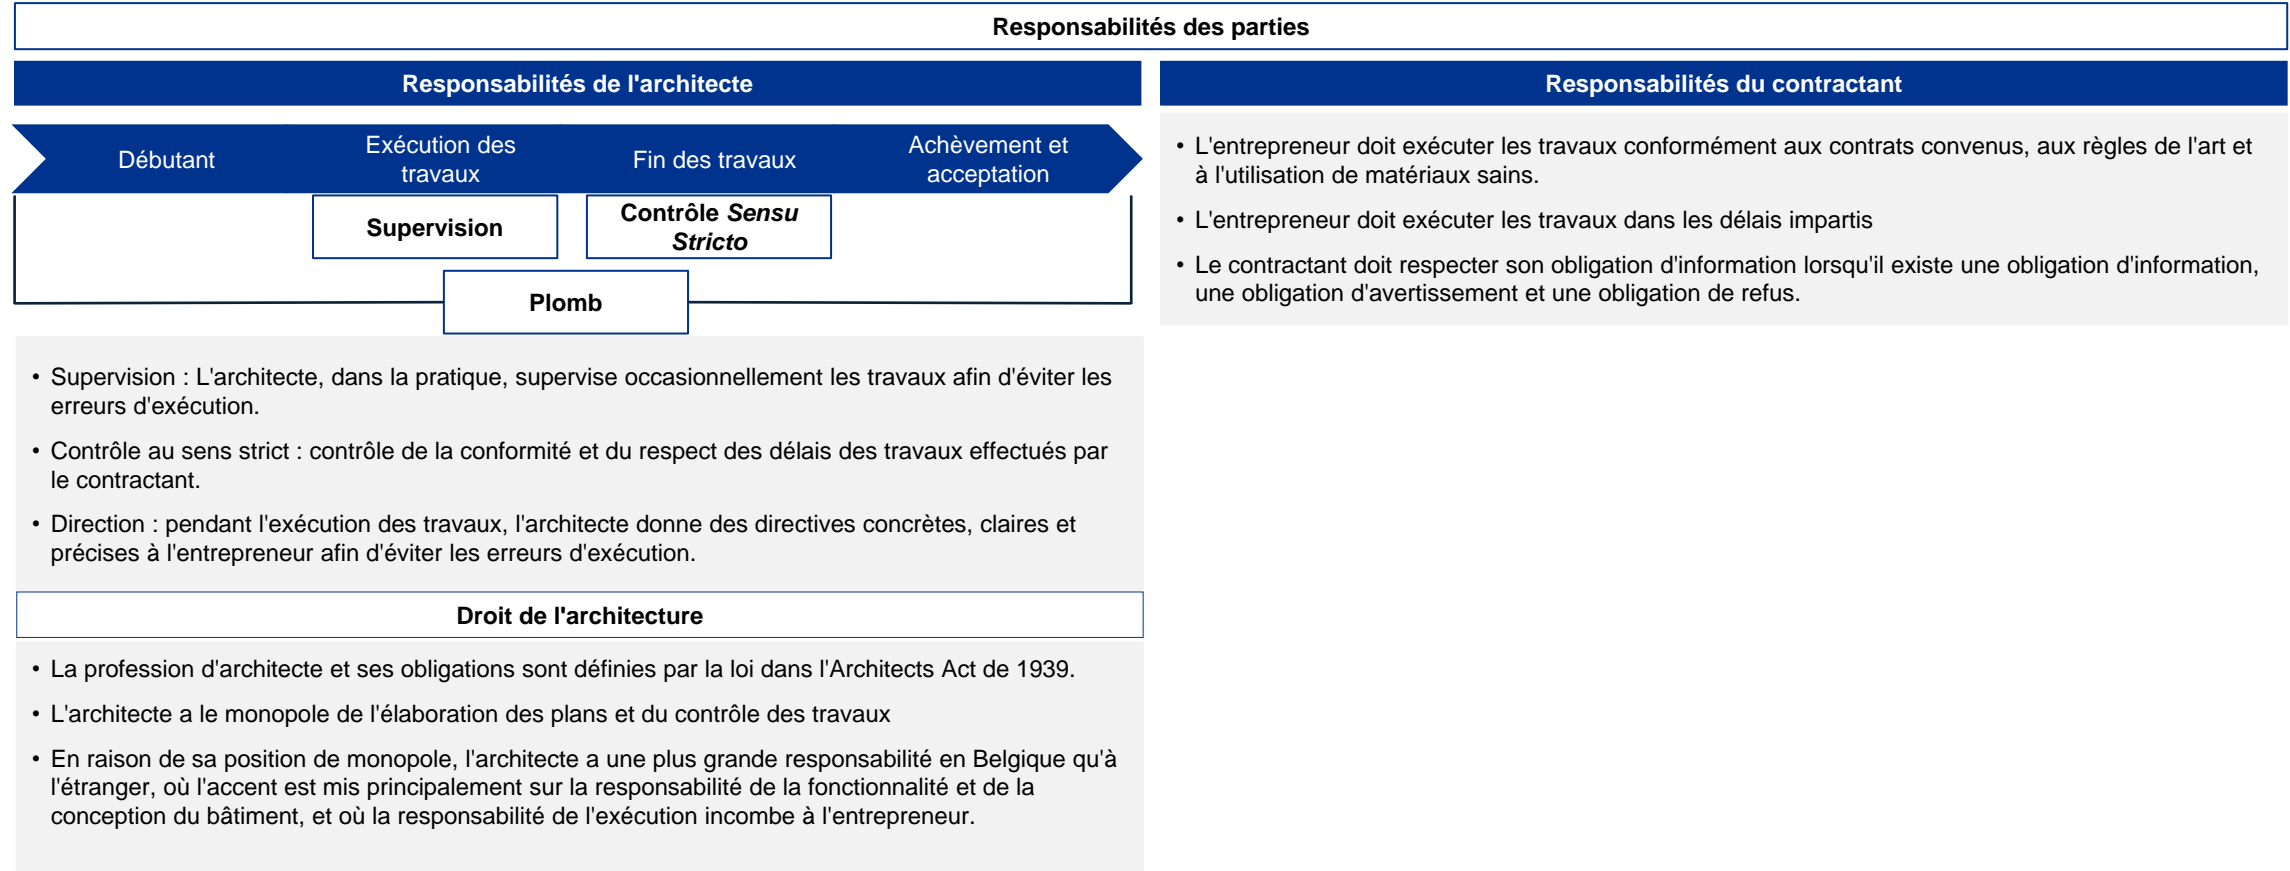 Responsabilités des parties
Responsabilités de l'architecte
Débutant
Exécution des
travaux
Fin des travaux
Achèvement et
acceptation
Supervision
Contrôle Sensu
Stricto
Plomb
• Supervision : L'architecte, dans la pratique, supervise occasionnellement les travaux afin d'éviter les
erreurs d'exécution.
• Contrôle au sens strict : contrôle de la conformité et du respect des délais des travaux effectués par
le contractant.
• Direction : pendant l'exécution des travaux, l'architecte donne des directives concrètes, claires et
précises à l'entrepreneur afin d'éviter les erreurs d'exécution.
Droit de l'architecture
• La profession d'architecte et ses obligations sont définies par la loi dans l'Architects Act de 1939.
• L'architecte a le monopole de l'élaboration des plans et du contrôle des travaux
• En raison de sa position de monopole, l'architecte a une plus grande responsabilité en Belgique qu'à
l'étranger, où l'accent est mis principalement sur la responsabilité de la fonctionnalité et de la
conception du bâtiment, et où la responsabilité de l'exécution incombe à l'entrepreneur.
Responsabilités du contractant
• L'entrepreneur doit exécuter les travaux conformément aux contrats convenus, aux règles de l'art et
à l'utilisation de matériaux sains.
• L'entrepreneur doit exécuter les travaux dans les délais impartis
• Le contractant doit respecter son obligation d'information lorsqu'il existe une obligation d'information,
une obligation d'avertissement et une obligation de refus.